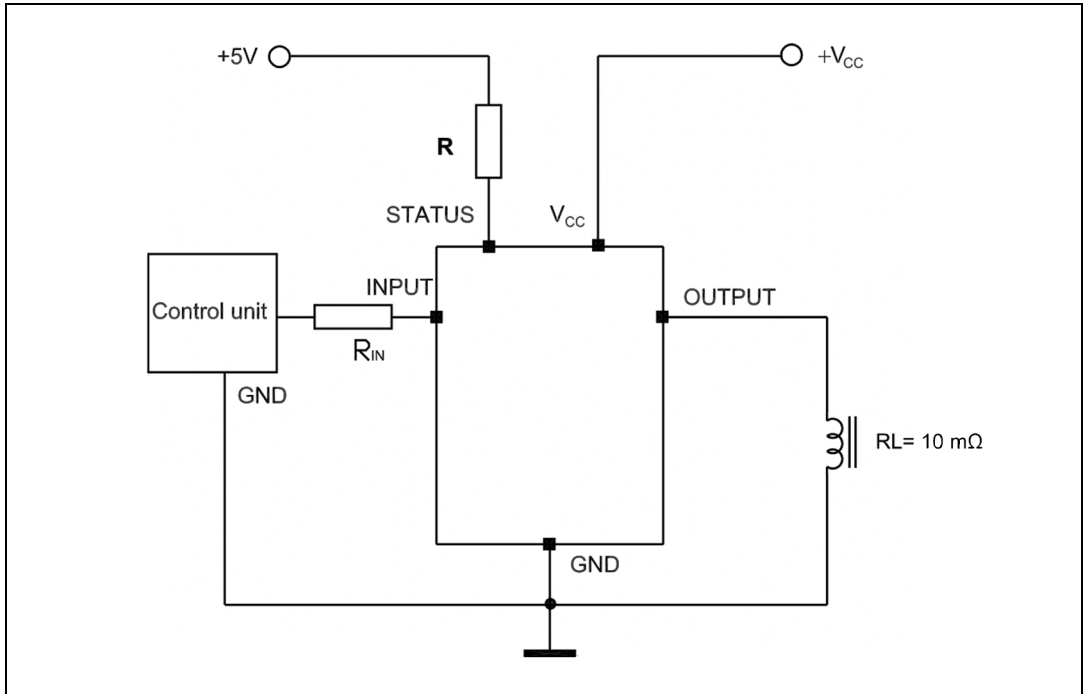 +5V
+VCC
R
STATUS
VCC
INPUT
OUTPUT
Control unit
RIN
GND
RL= 10 mΩ
GND